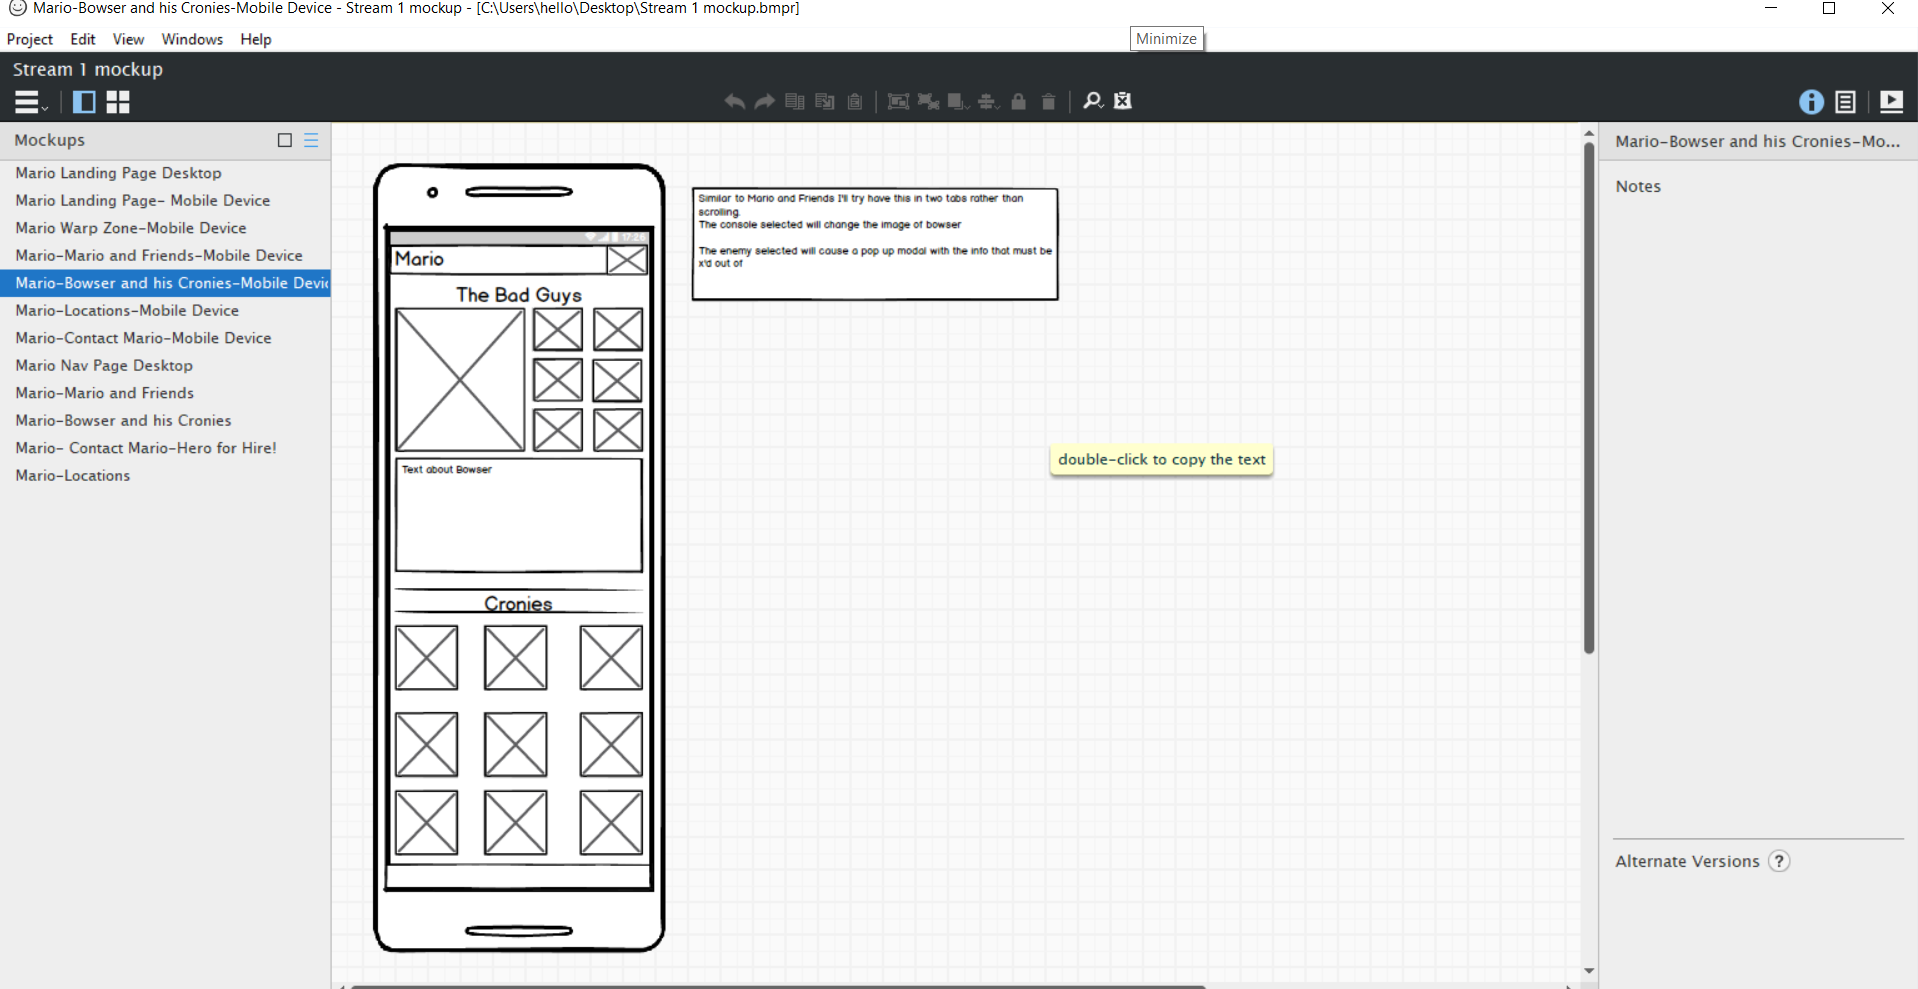 Mario-Bowser and his Cronies-Mobile Device - Stream 1 mockup - [C:\Users\hello\Desktop\Stream 1 mockup.bmpr]
Project Edit View Windows Help
Minimize
Stream 1 mockup
Mockups
Mario Landing Page Desktop
Mario Landing Page- Mobile Device
Mario Warp Zone-Mobile Device
Mario-Mario and Friends-Mobile Device
Mario-Bowser and his Cronies-Mobile Devic
Mario-Locations-Mobile Device
Mario-Contact Mario-Mobile Device
Mario Nav Page Desktop
Mario-Mario and Friends
Mario-Bowser and his Cronies
Mario- Contact Mario-Hero for Hire!
Mario-Locations
17:26
Mario
The Bad Guys
Text about Bowser
Cronies
Similar to Mario and Friends I'll try have this in two tabs rather than
scrolling.
The console selected will change the image of bowser
The enemy selected will cause a pop up modal with the info that must be
x'd out of
double-click to copy the text
Mario-Bowser and his Cronies-Mo...
Notes
Alternate Versions ?